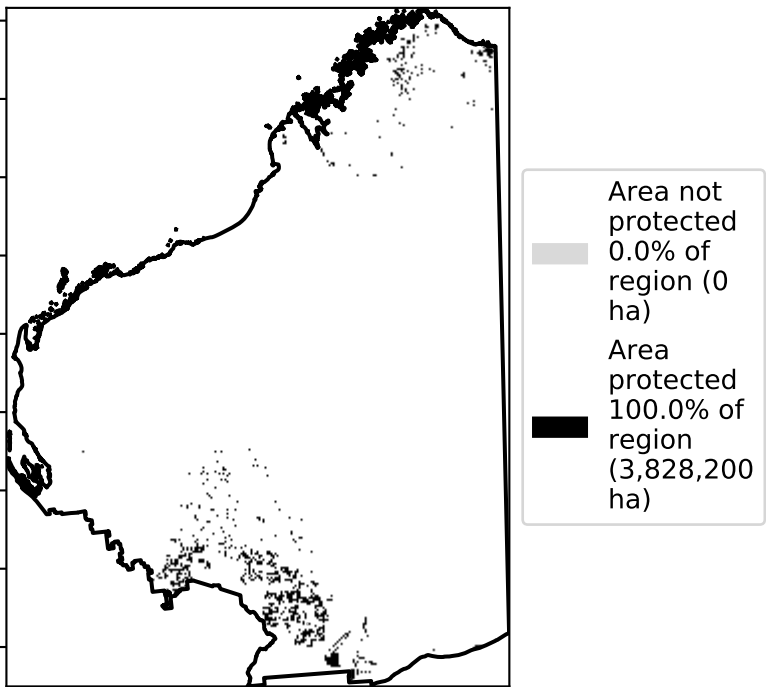 Area not
protected
0.0% of
region (0
ha)
Area
protected
100.0% of
region
(3,828,200
ha)